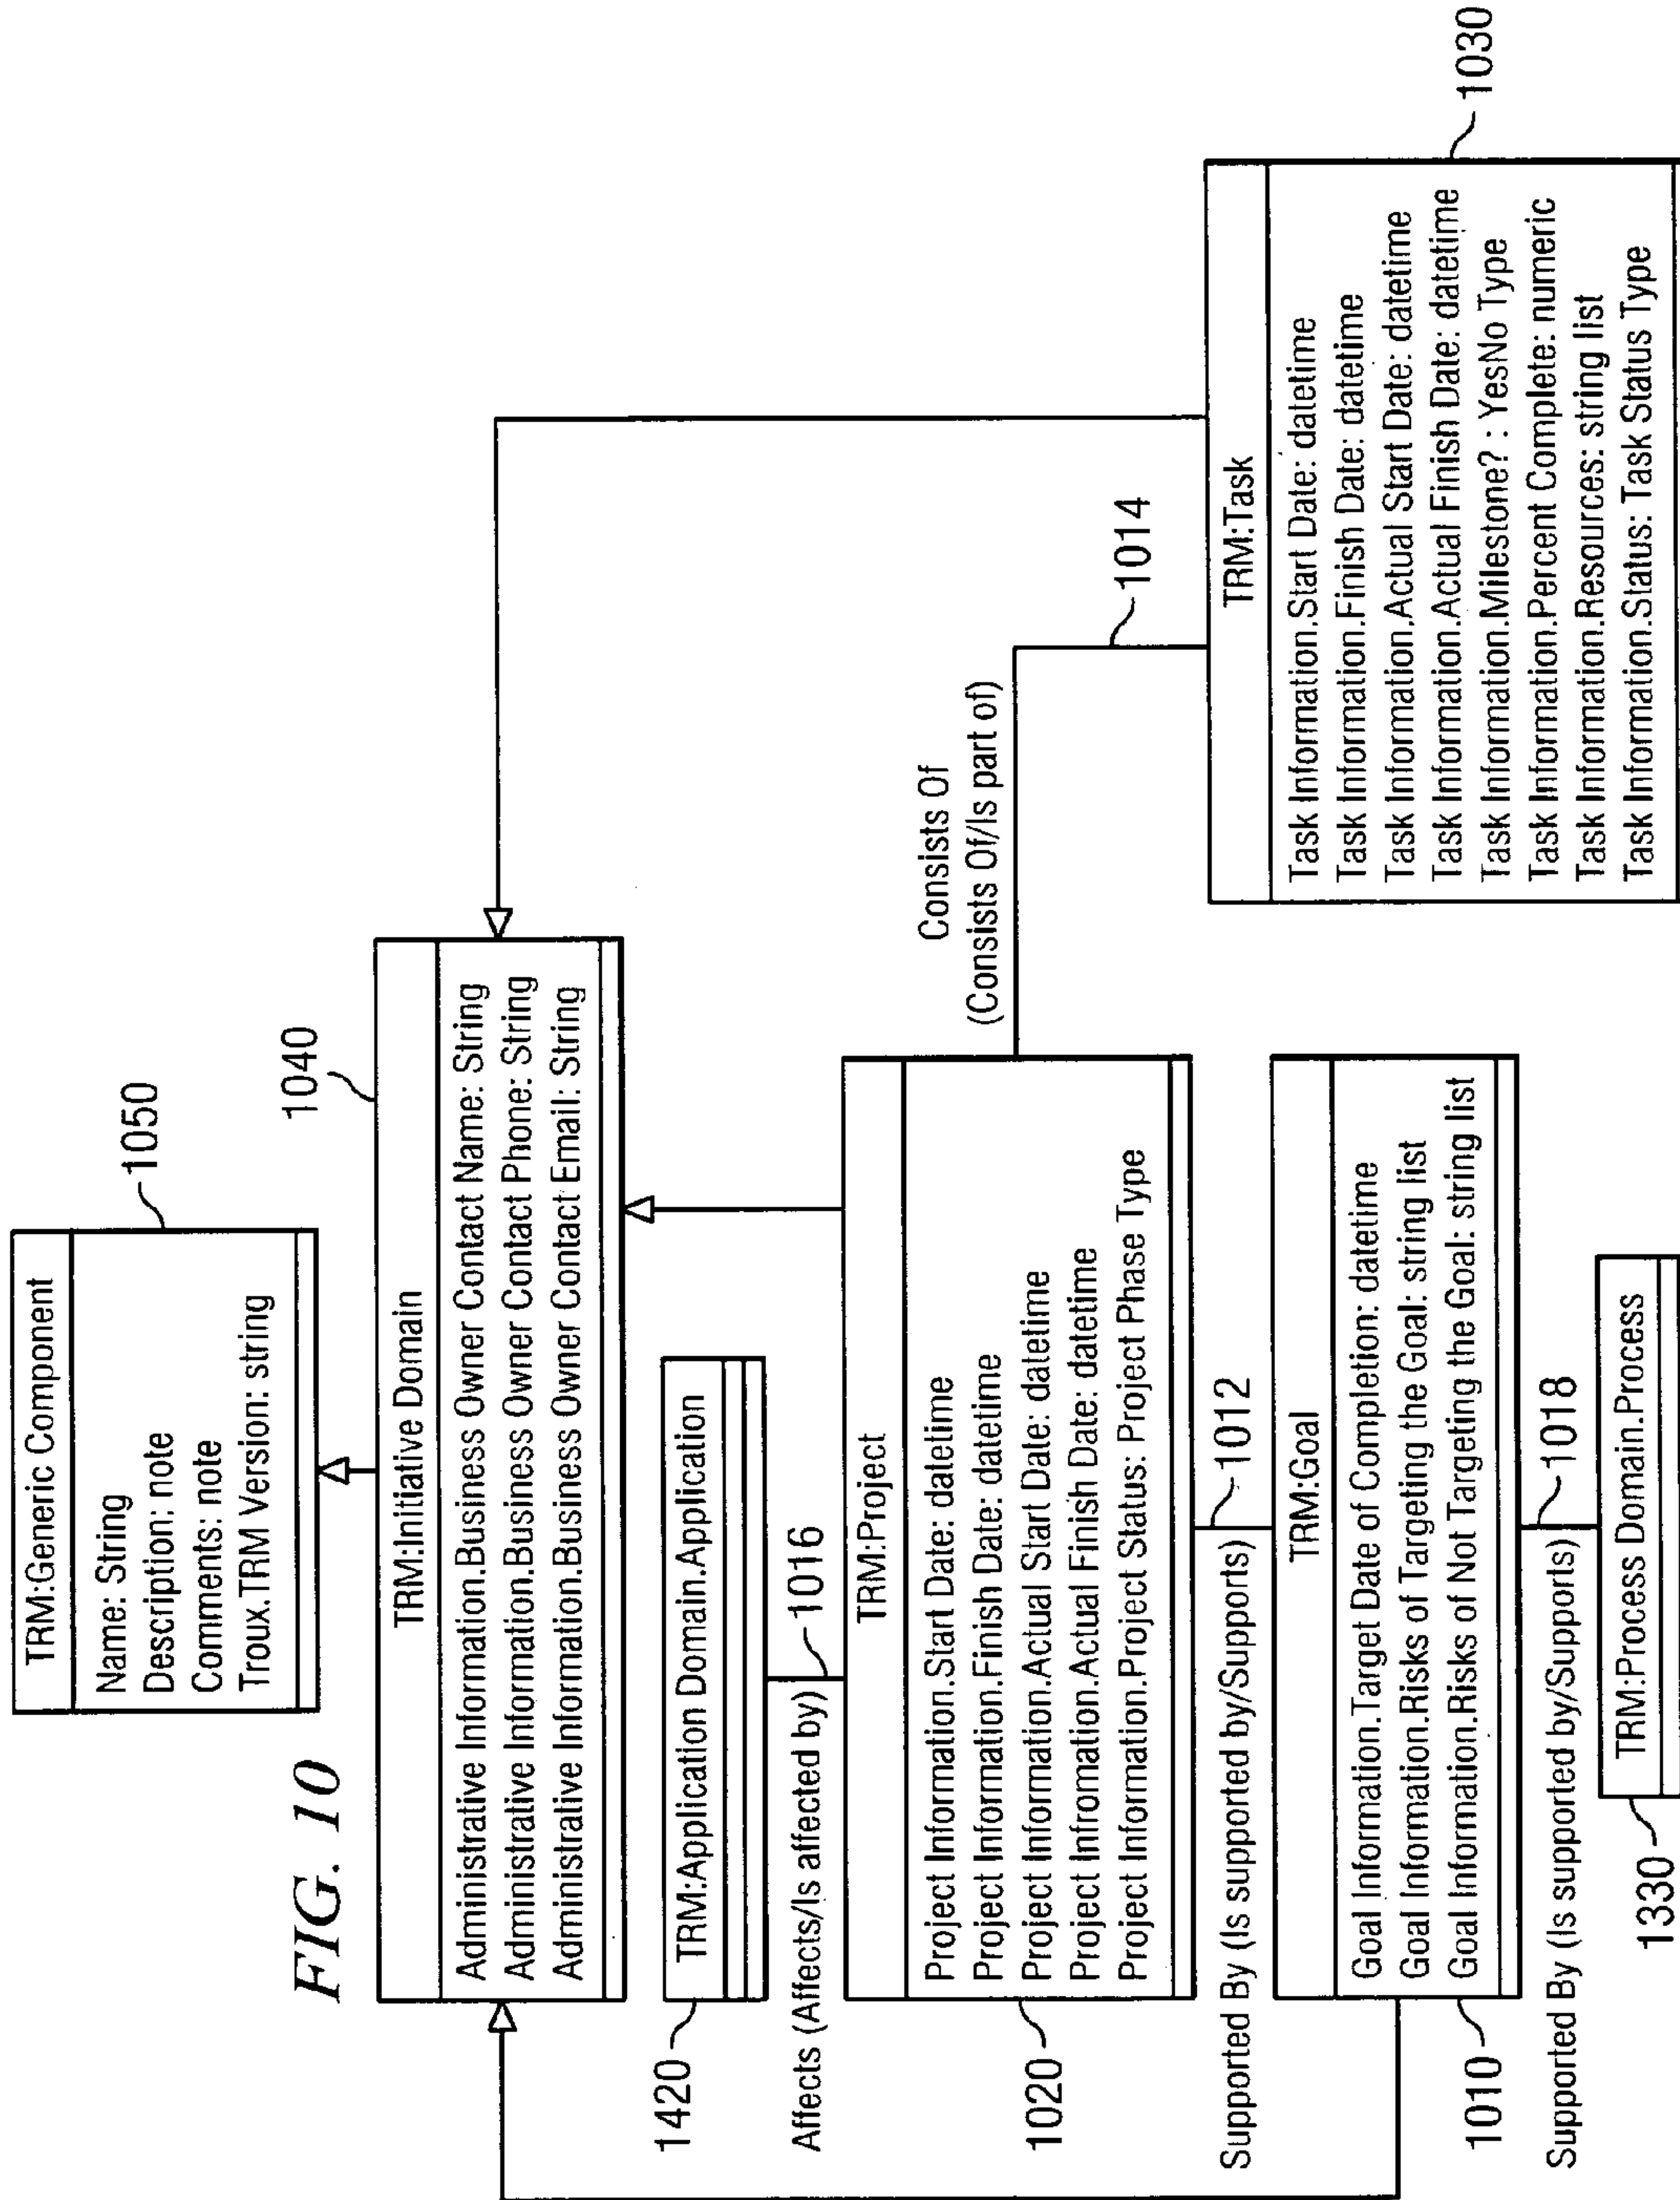 FIG. 10
TRM:Generic Component
Name: String
Description: note
Comments: note
Troux.TRM Version: string
1050
1040
TRM:Initiative Domain
Administrative Information.Business Owner Contact Name: String
Administrative Information.Business Owner Contact Phone: String
Administrative Information.Business Owner Contact Email: String
TRM:Application Domain.Application
1420
Affects (Affects/Is affected by)
1016
TRM:Project
Project Information.Start Date: datetime
Project Information.Finish Date: datetime
Project Information.Actual Start Date: datetime
Project Infromation.Actual Finish Date: datetime
Project Information.Project Status: Project Phase Type
1020
Consists Of
(Consists Of/Is part of)
1014
TRM:Task
Task Information.Start Date: datetime
Task Information.Finish Date: datetime
Task Information.Actual Start Date: datetime
Task Information.Actual Finish Date: datetime
Task Information.Milestone? : YesNo Type
Task Information.Percent Complete: numeric
Task Information.Resources: string list
Task Information.Status: Task Status Type
1030
Supported By (Is supported by/Supports)
1012
TRM:Goal
Goal Information.Target Date of Completion: datetime
Goal Information.Risks of Targeting the Goal: string list
Goal Information.Risks of Not Targeting the Goal: string list
1010
Supported By (Is supported by/Supports)
1018
TRM:Process Domain.Process
1330